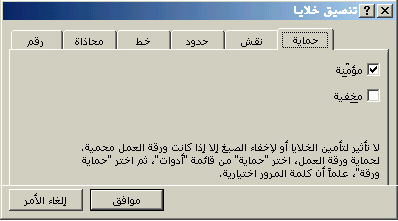 تنسيق خلايا
حماية نقش حدود خط محاذاة رقم
مؤمّنة
مخفية
لا تأثير لتأمين الخلايا أو لإخفاء الصيغ إلا إذا كانت ورقة العمل محمية.
لحماية ورقة العمل، اختر "حماية" من قائمة "أدوات"، ثم اختر "حماية
ورقة"، علماً أن كلمة المرور اختيارية.
موافق إلغاء الأمر